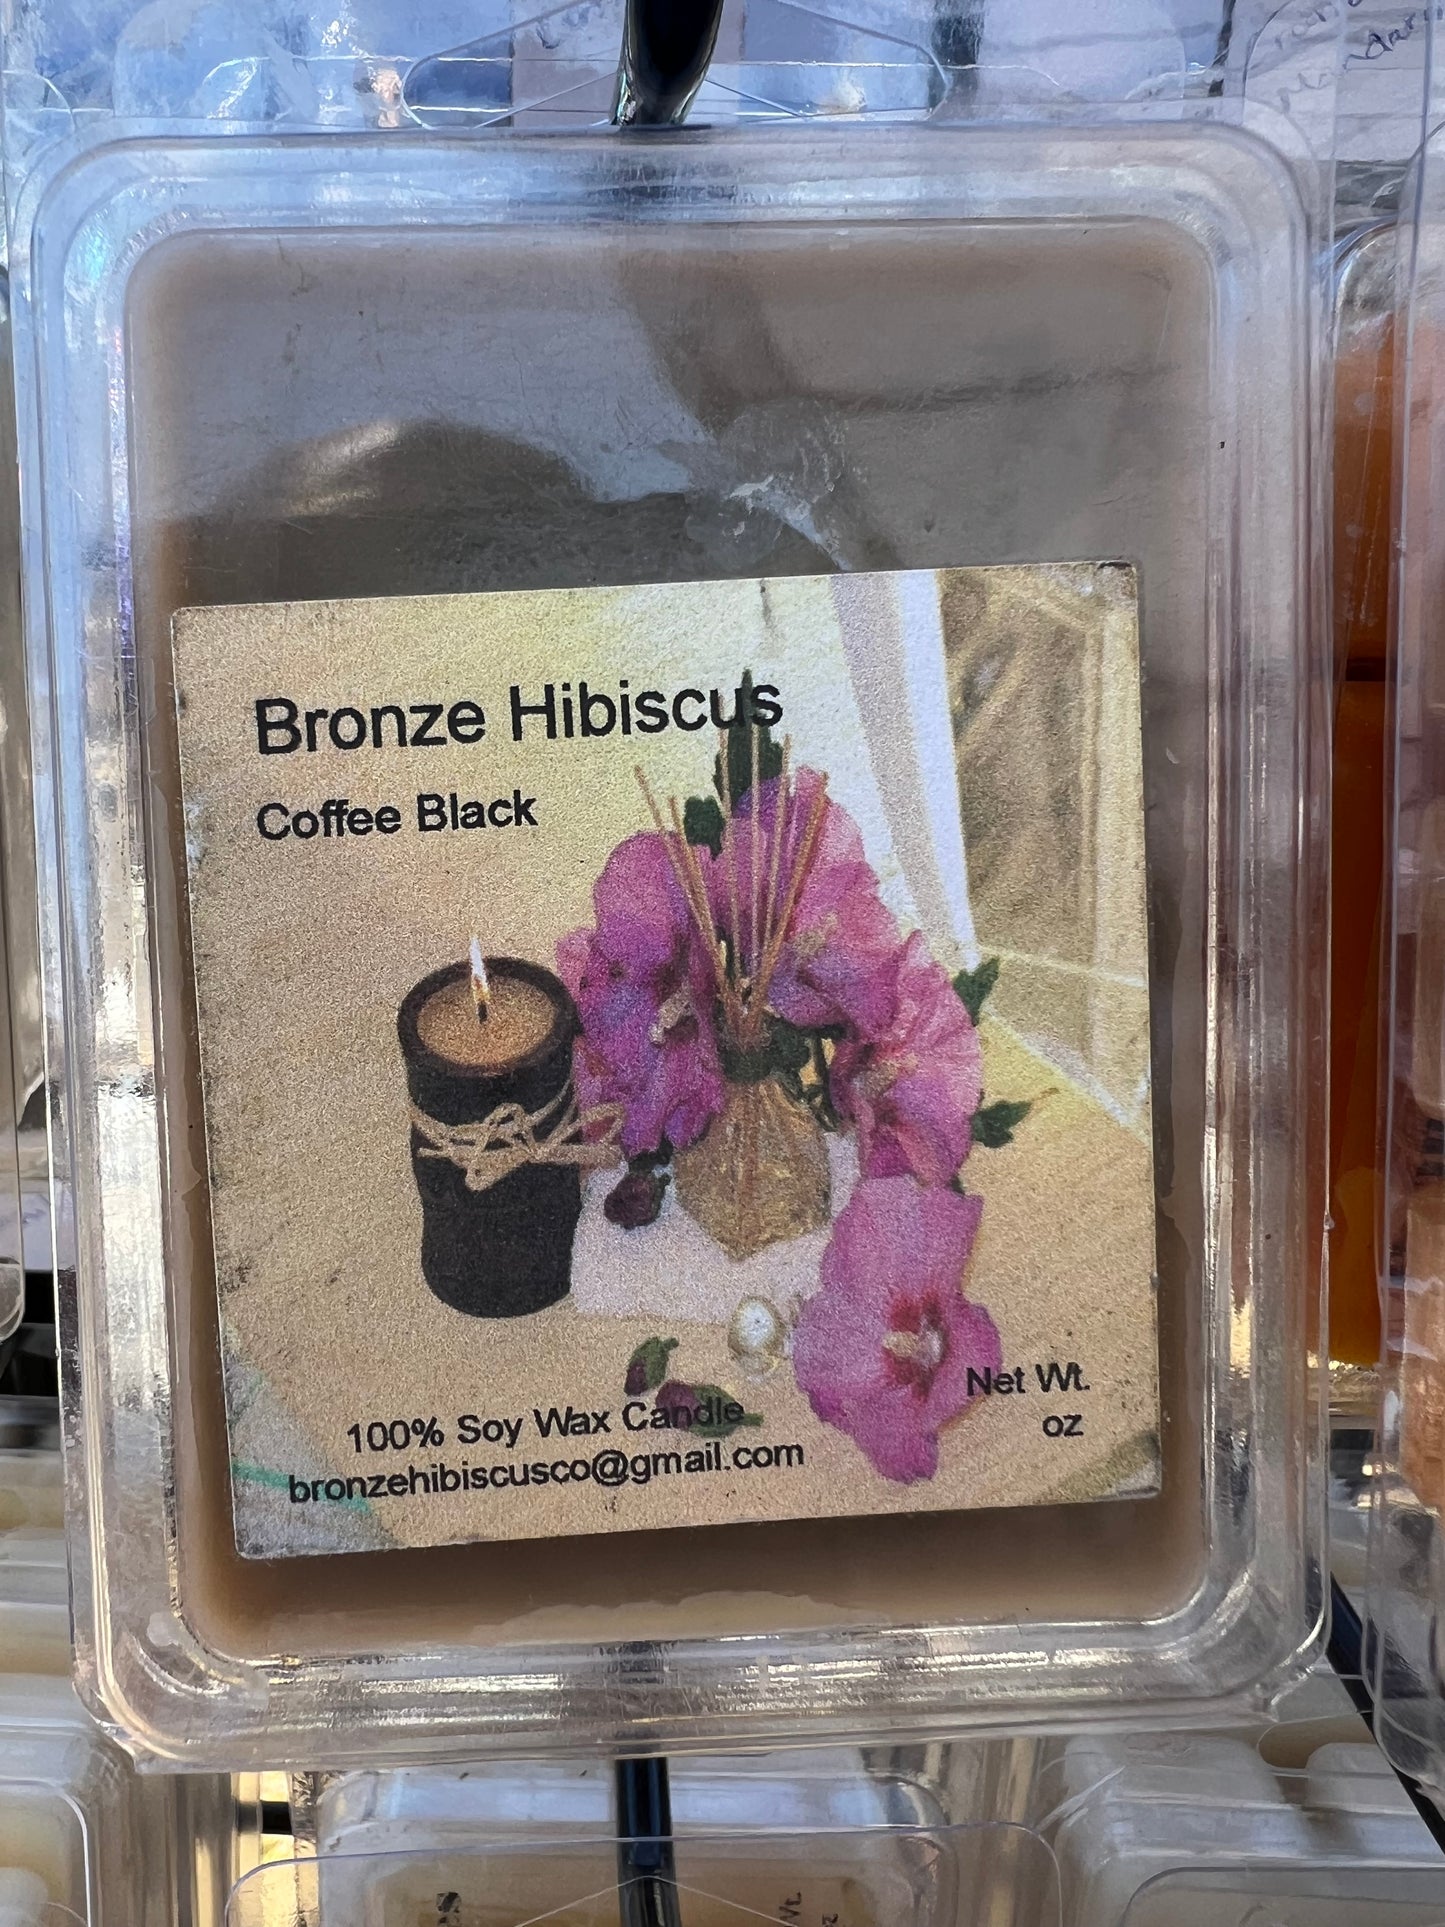 Bronze Hibiscus
Coffee Black
Net Wt.
oz
100% Soy Wax Candle
bronzehibiscusco@gmail.com